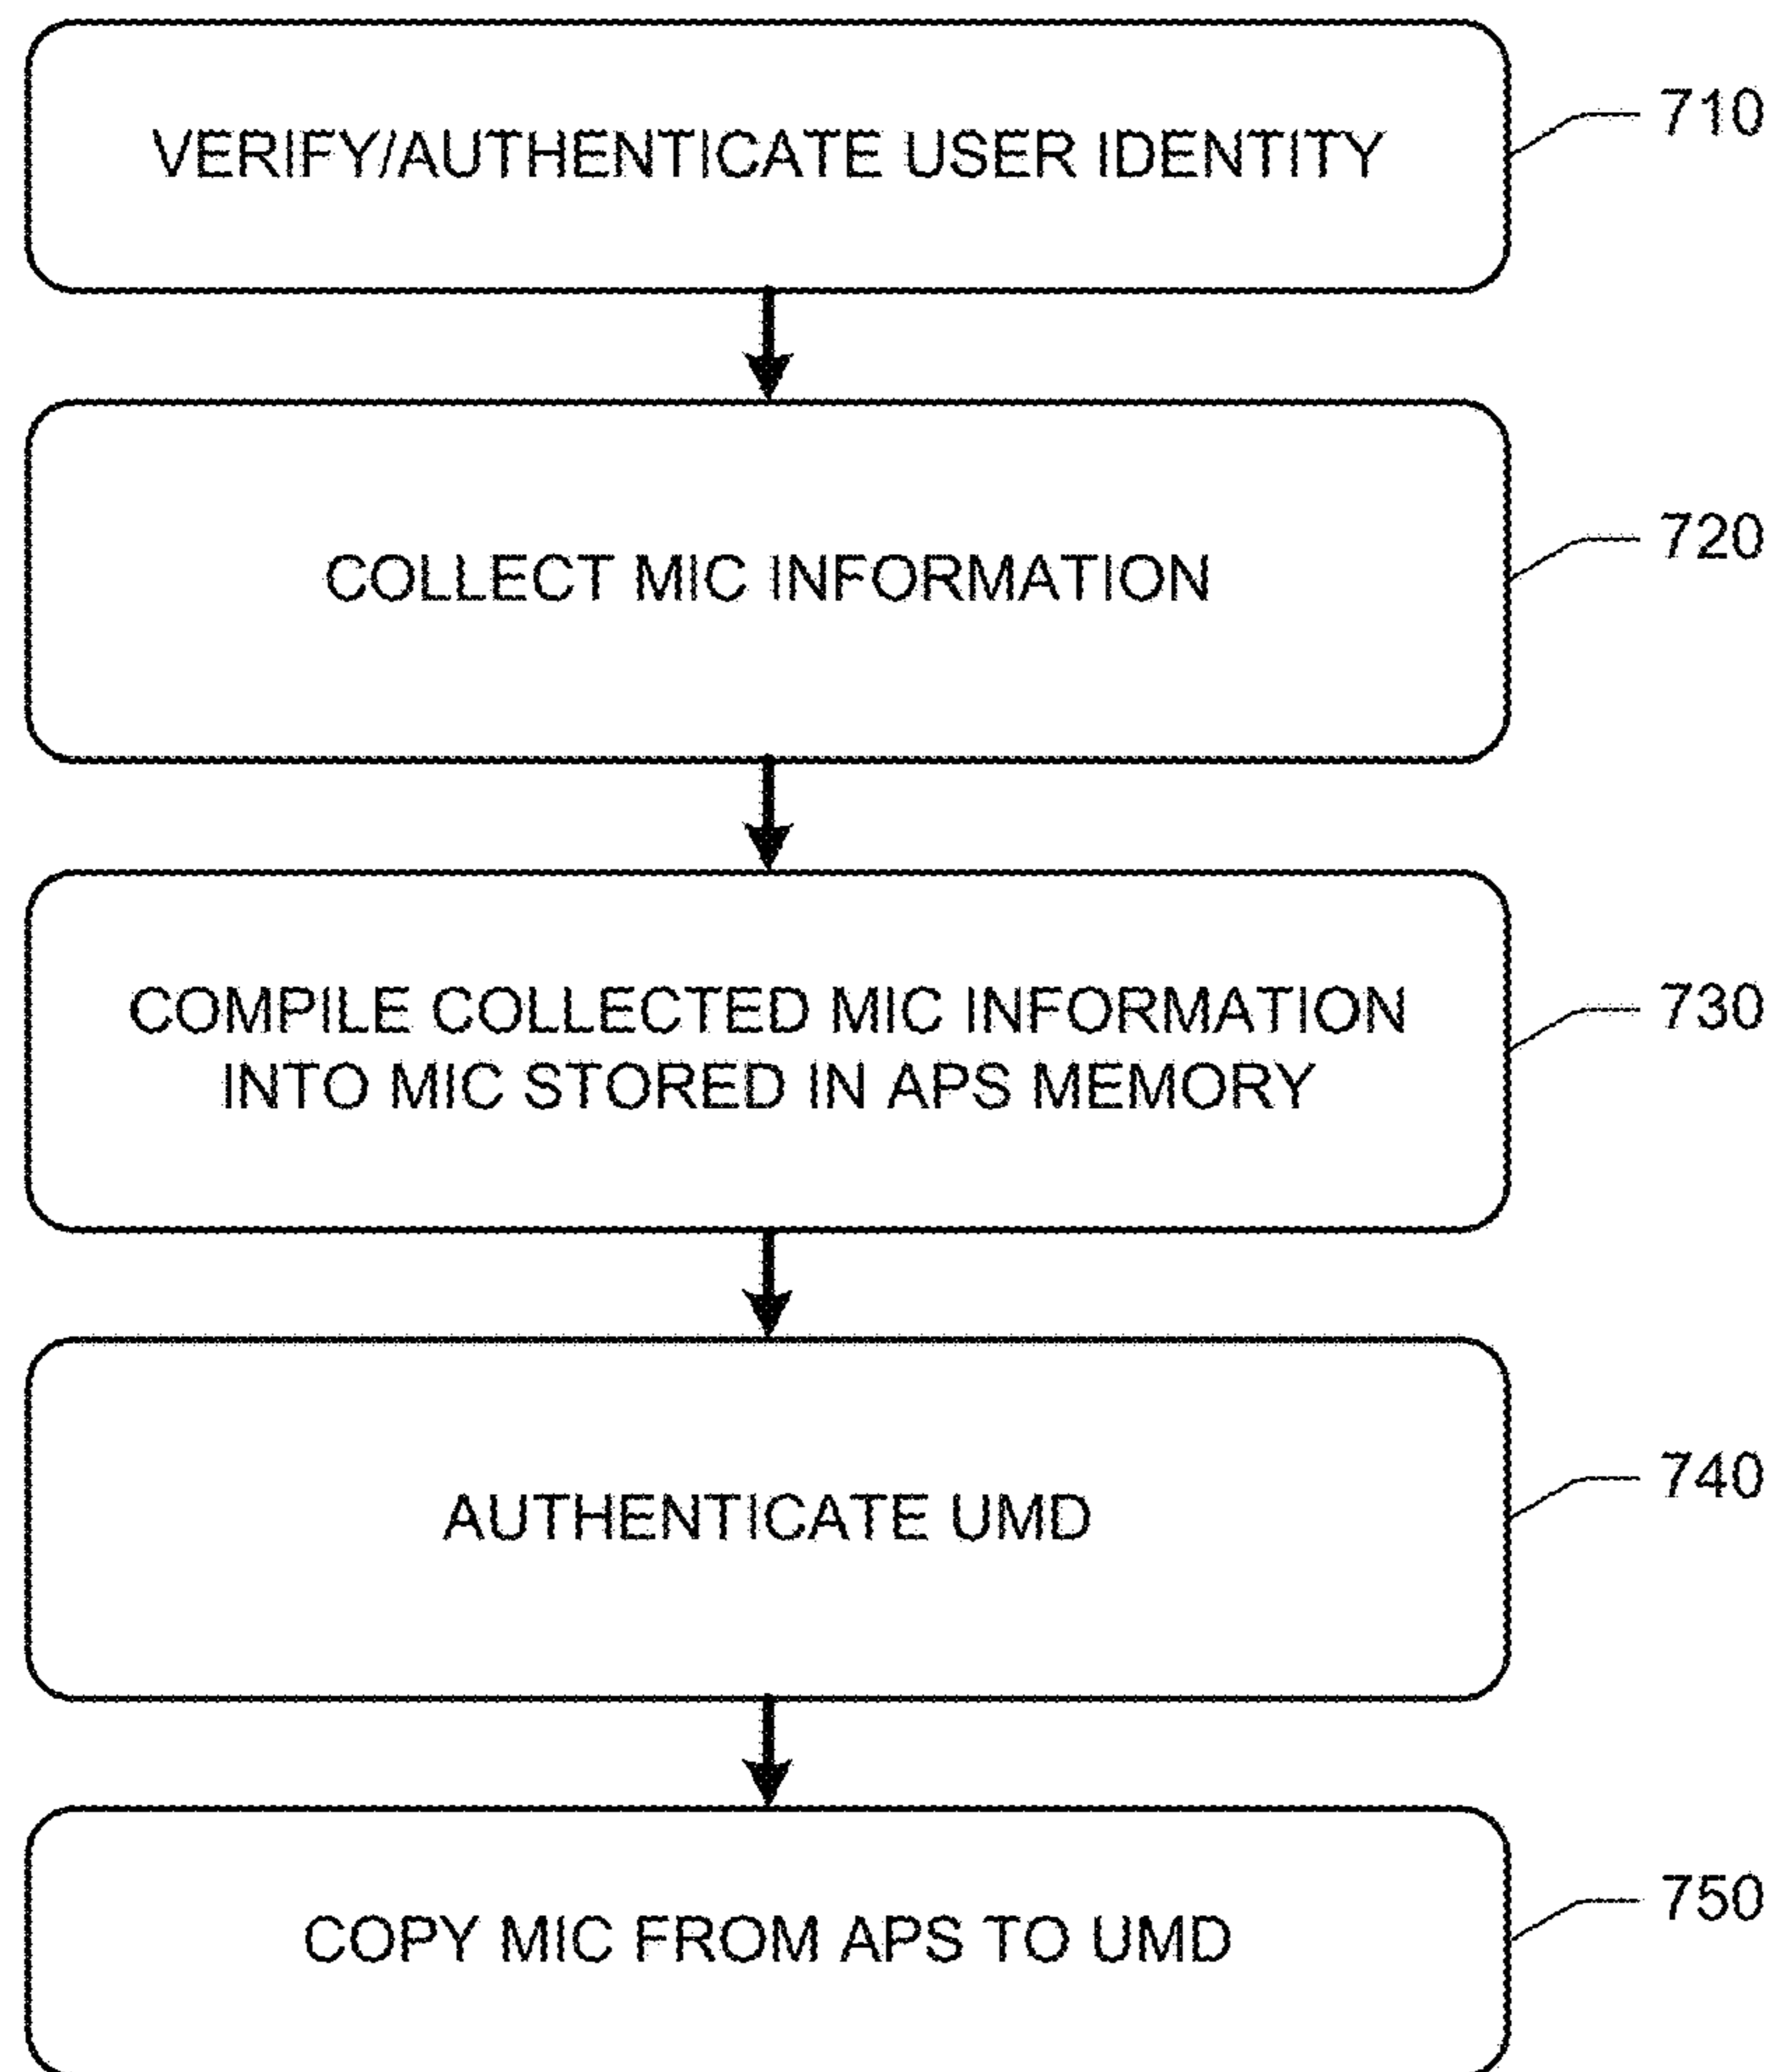 VERIFY/AUTHENTICATE USER IDENTITY
710
COLLECT MIC INFORMATION
720
COMPILE COLLECTED MIC INFORMATION
INTO MIC STORED IN APS MEMORY
730
AUTHENTICATE UMD
740
COPY MIC FROM APS TO UMD
750